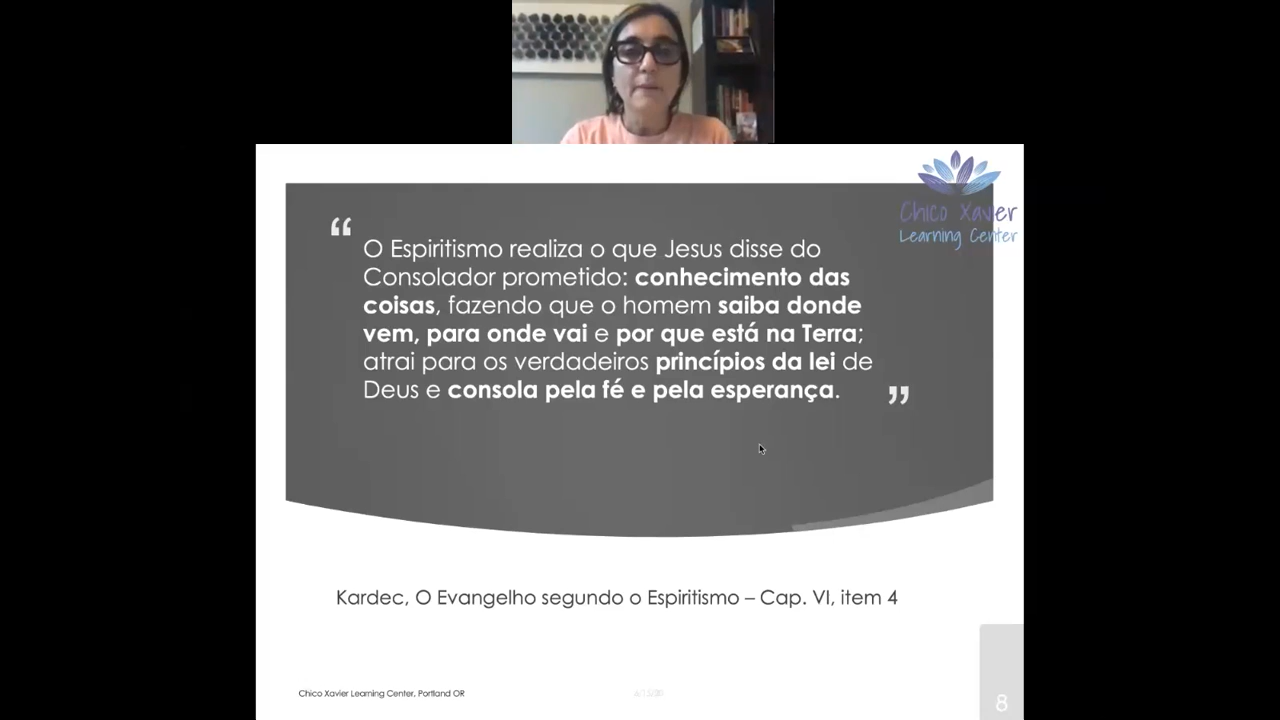 Chico Xavier
Learning Center
“
O Espiritismo realiza o que Jesus disse do
Consolador prometido: conhecimento das
coisas, fazendo que o homem saiba donde
vem, para onde vai e por que está na Terra;
atrai para os verdadeiros princípios da lei de
Deus e consola pela fé e pela esperança.
”
Kardec, O Evangelho segundo o Espiritismo – Cap. VI, item 4
Chico Xavier Learning Center, Portland OR
8